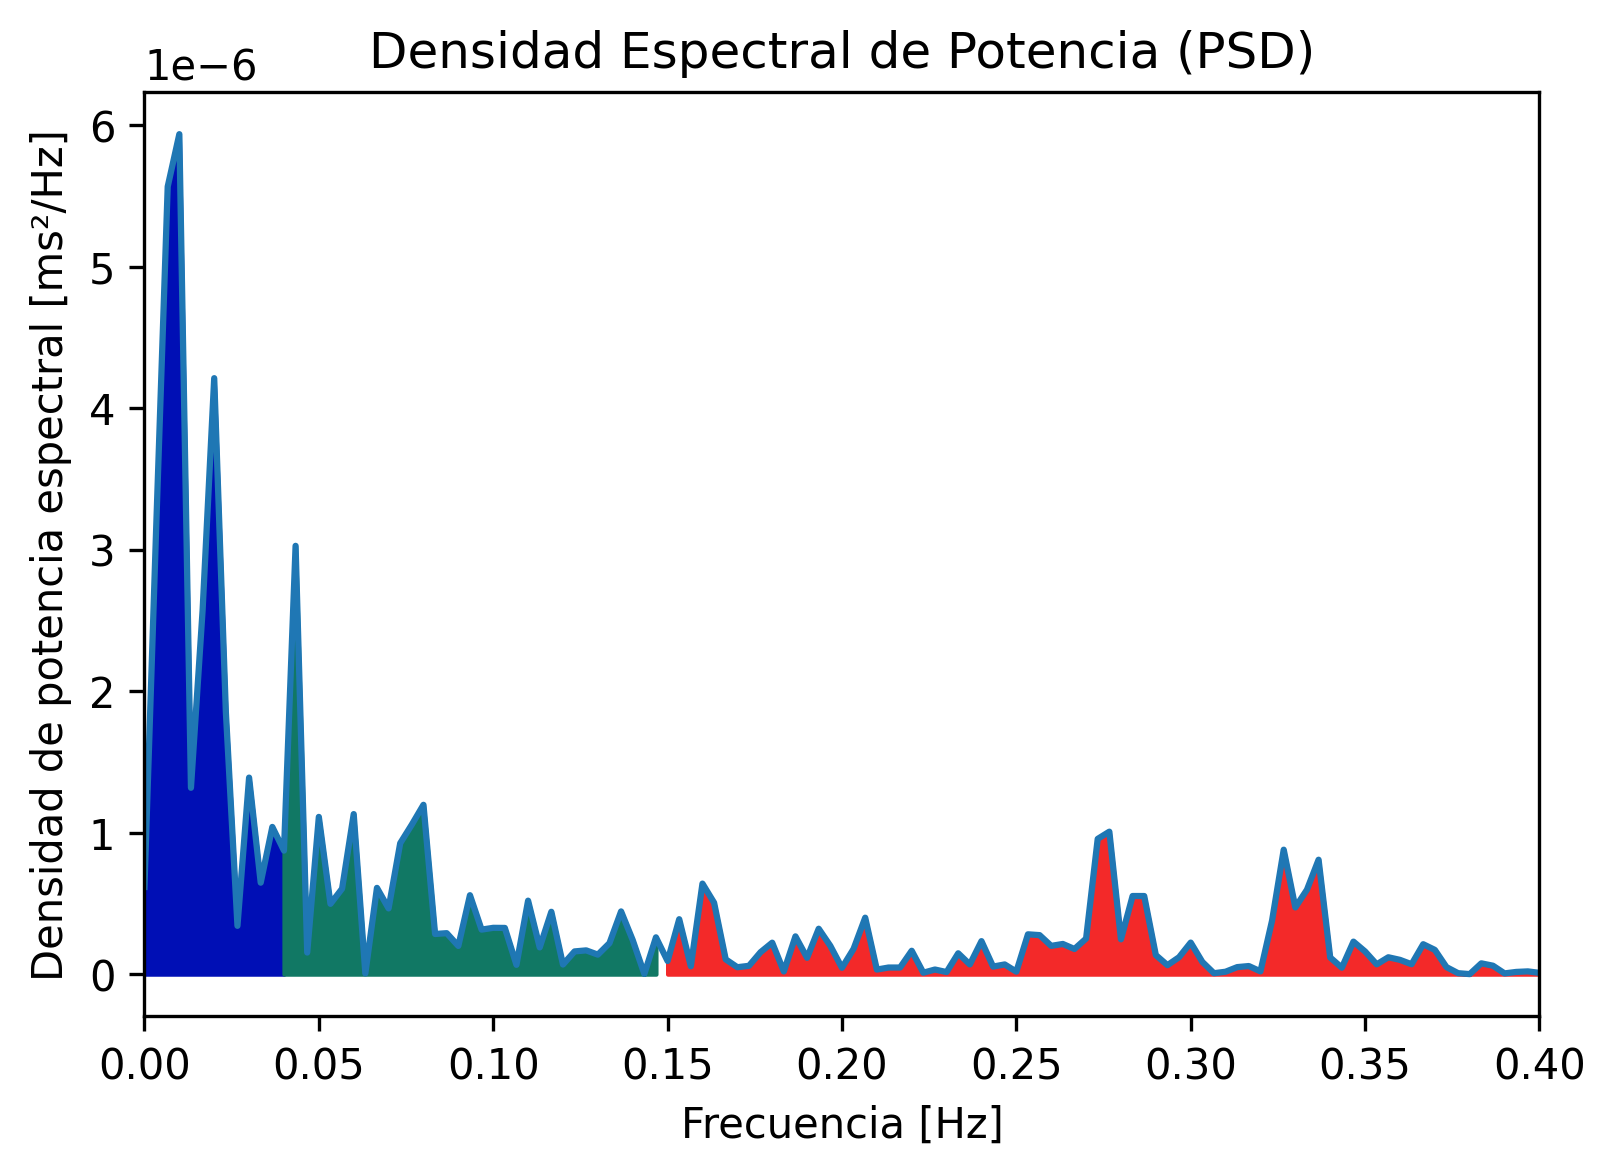 Densidad Espectral de Potencia (PSD)
1e−6
Densidad de potencia espectral [ms²/Hz]
6
5
4
3
2
1
0
0.00 0.05 0.10 0.15 0.20 0.25 0.30 0.35 0.40
Frecuencia [Hz]